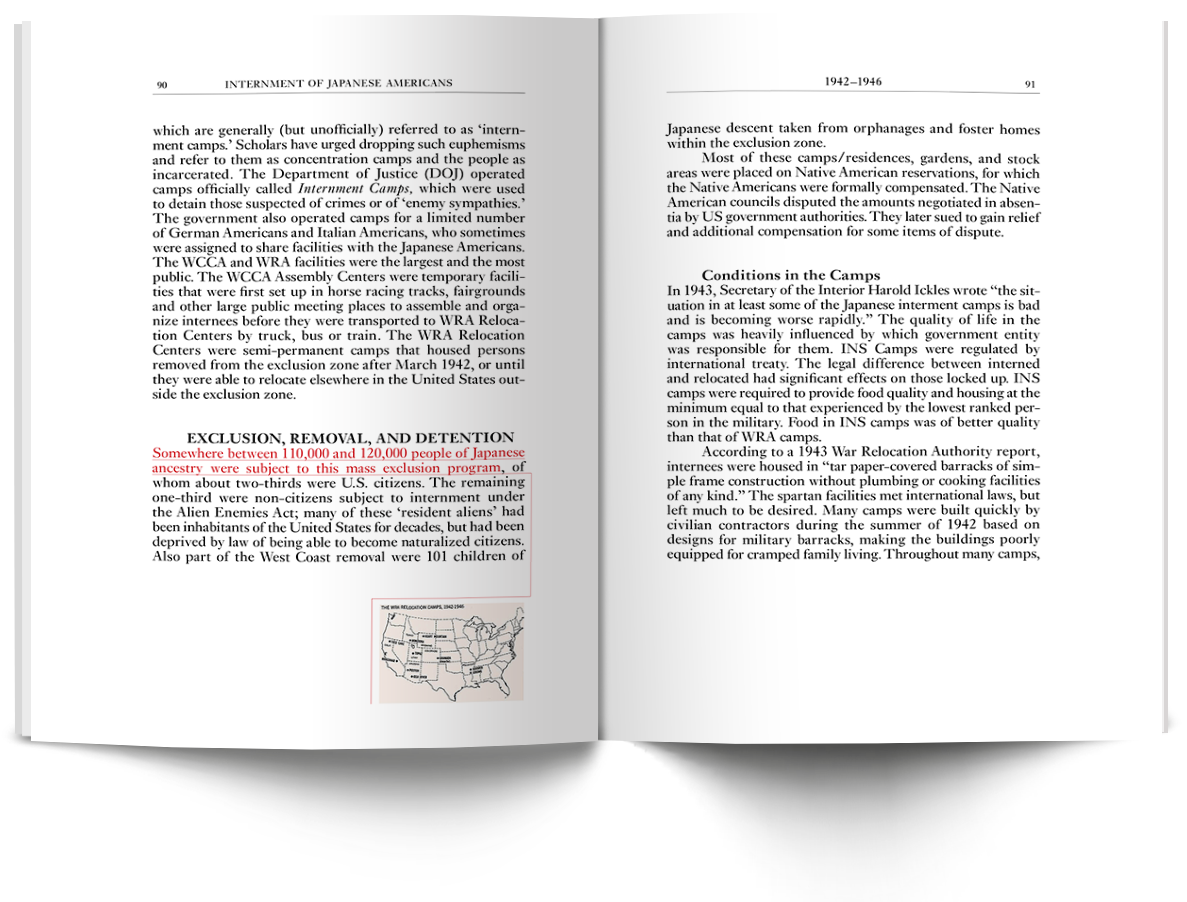 90
INTERNMENT OF JAPANESE AMERICANS
which are generally (but unofficially) referred to as ‘intern-
ment camps.’ Scholars have urged dropping such euphemisms
and refer to them as concentration camps and the people as
incarcerated. The Department of Justice (DOJ) operated
camps officially called Internment Camps, which were used
to detain those suspected of crimes or of ‘enemy sympathies.’
The government also operated camps for a limited number
of German Americans and Italian Americans, who sometimes
were assigned to share facilities with the Japanese Americans.
The WCCA and WRA facilities were the largest and the most
public. The WCCA Assembly Centers were temporary facili-
ties that were first set up in horse racing tracks, fairgrounds
and other large public meeting places to assemble and orga-
nize internees before they were transported to WRA Reloca-
tion Centers by truck, bus or train. The WRA Relocation
Centers were semi-permanent camps that housed persons
removed from the exclusion zone after March 1942, or until
they were able to relocate elsewhere in the United States out-
side the exclusion zone.
EXCLUSION, REMOVAL, AND DETENTION
Somewhere between 110,000 and 120,000 people of Japanese
ancestry were subject to this mass exclusion program, of
whom about two-thirds were U.S. citizens. The remaining
one-third were non-citizens subject to internment under
the Alien Enemies Act; many of these ‘resident aliens’ had
been inhabitants of the United States for decades, but had been
deprived by law of being able to become naturalized citizens.
Also part of the West Coast removal were 101 children of
THE WRA RELOCATION CAMPS, 1942-1946
1942–1946
91
Japanese descent taken from orphanages and foster homes
within the exclusion zone.
Most of these camps/residences, gardens, and stock
areas were placed on Native American reservations, for which
the Native Americans were formally compensated. The Native
American councils disputed the amounts negotiated in absen-
tia by US government authorities. They later sued to gain relief
and additional compensation for some items of dispute.
Conditions in the Camps
In 1943, Secretary of the Interior Harold Ickles wrote “the sit-
uation in at least some of the Japanese interment camps is bad
and is becoming worse rapidly.” The quality of life in the
camps was heavily influenced by which government entity
was responsible for them. INS Camps were regulated by
international treaty. The legal difference between interned
and relocated had significant effects on those locked up. INS
camps were required to provide food quality and housing at the
minimum equal to that experienced by the lowest ranked per-
son in the military. Food in INS camps was of better quality
than that of WRA camps.
According to a 1943 War Relocation Authority report,
internees were housed in “tar paper-covered barracks of sim-
ple frame construction without plumbing or cooking facilities
of any kind.” The spartan facilities met international laws, but
left much to be desired. Many camps were built quickly by
civilian contractors during the summer of 1942 based on
designs for military barracks, making the buildings poorly
equipped for cramped family living. Throughout many camps,